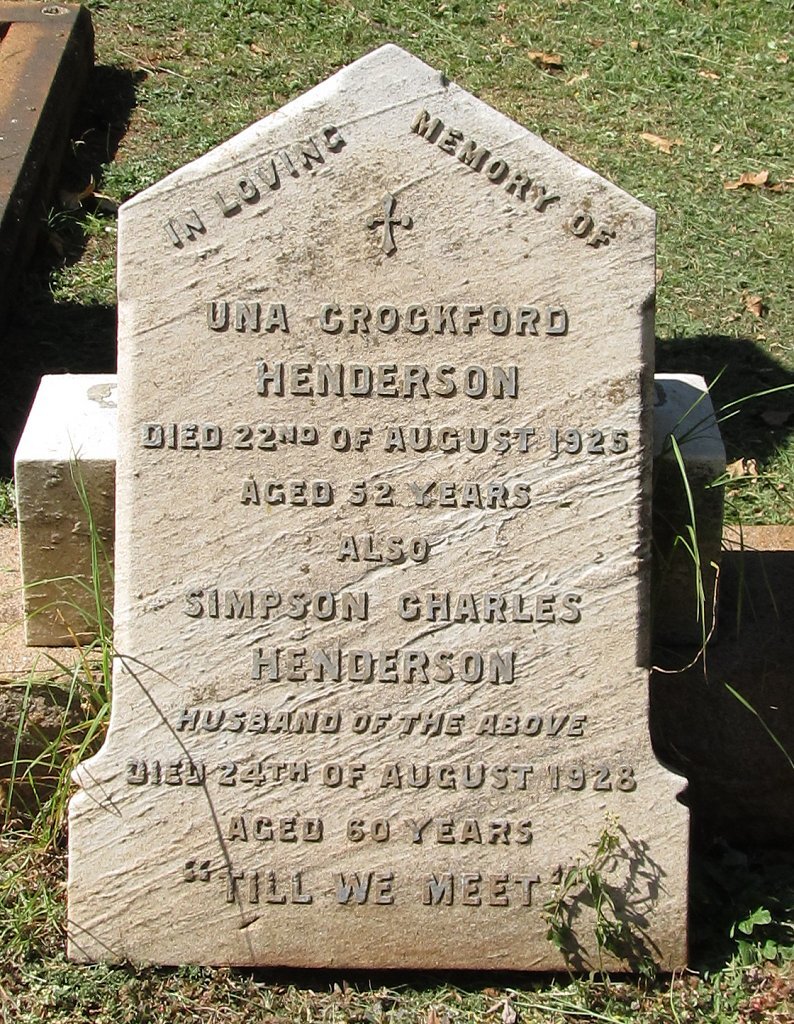 IN LOVING MEMORY OF
UNA CROCKFORD
HENDERSON
DIED 22ND OF AUGUST 1925
AGED 52 YEARS
ALSO
SIMPSON CHARLES
HENDERSON
HUSBAND OF THE ABOVE
DIED 24TH OF AUGUST 1928
AGED 60 YEARS
"TILL WE MEET"